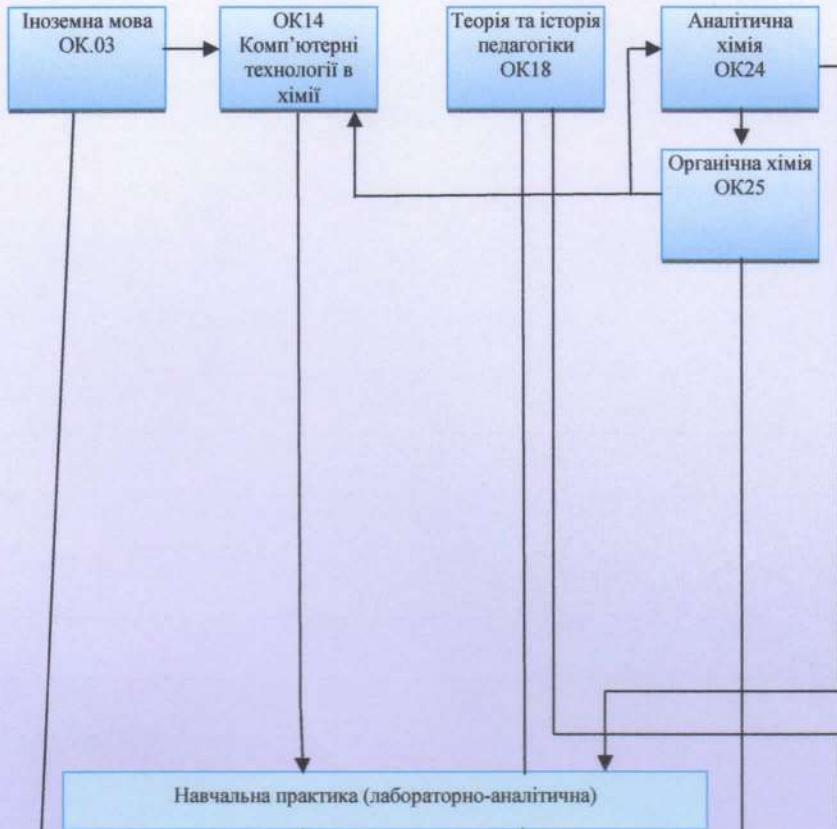 Іноземна мова
ОК.03
ОК14
Комп’ютерні
технології в
хімії
Теорія та історія
педагогіки
ОК18
Аналітична
хімія
ОК24
Органічна хімія
ОК25
Навчальна практика (лабораторно-аналітична)